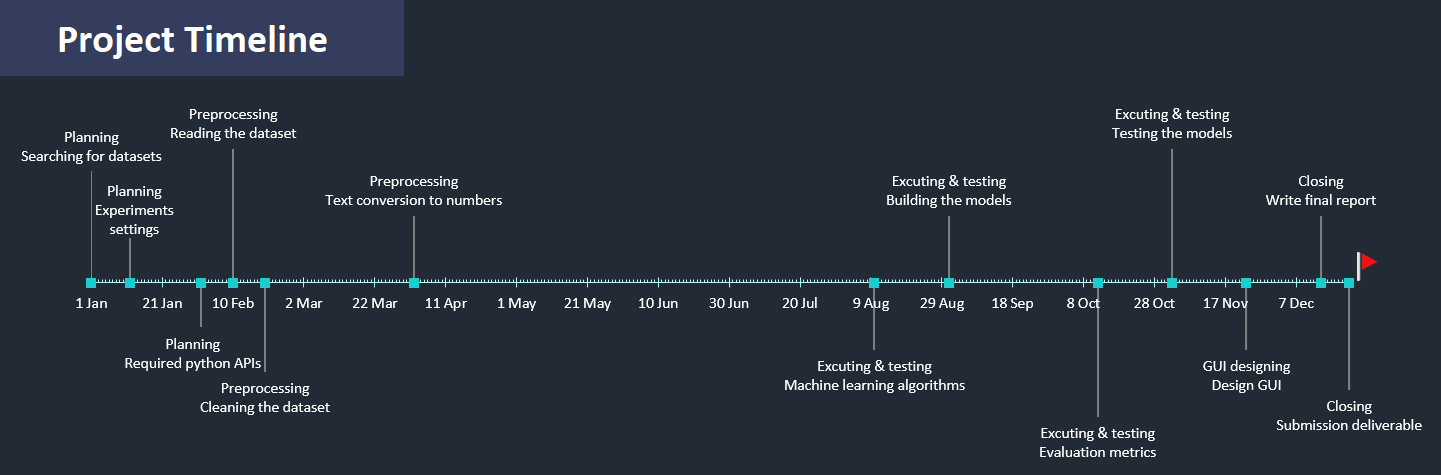 Project Timeline
Planning
Searching for datasets
Planning
Experiments
settings
Preprocessing
Reading the dataset
Preprocessing
Text conversion to numbers
Excuting & testing
Building the models
Excuting & testing
Testing the models
Closing
Write final report
1 Jan 21 Jan 10 Feb 2 Mar 22 Mar 11 Apr 1 May 21 May 10 Jun 30 Jun 20 Jul 9 Aug 29 Aug 18 Sep 8 Oct 28 Oct 17 Nov 7 Dec
Planning
Required python APIs
Preprocessing
Cleaning the dataset
Excuting & testing
Machine learning algorithms
Excuting & testing
Evaluation metrics
GUI designing
Design GUI
Closing
Submission deliverable